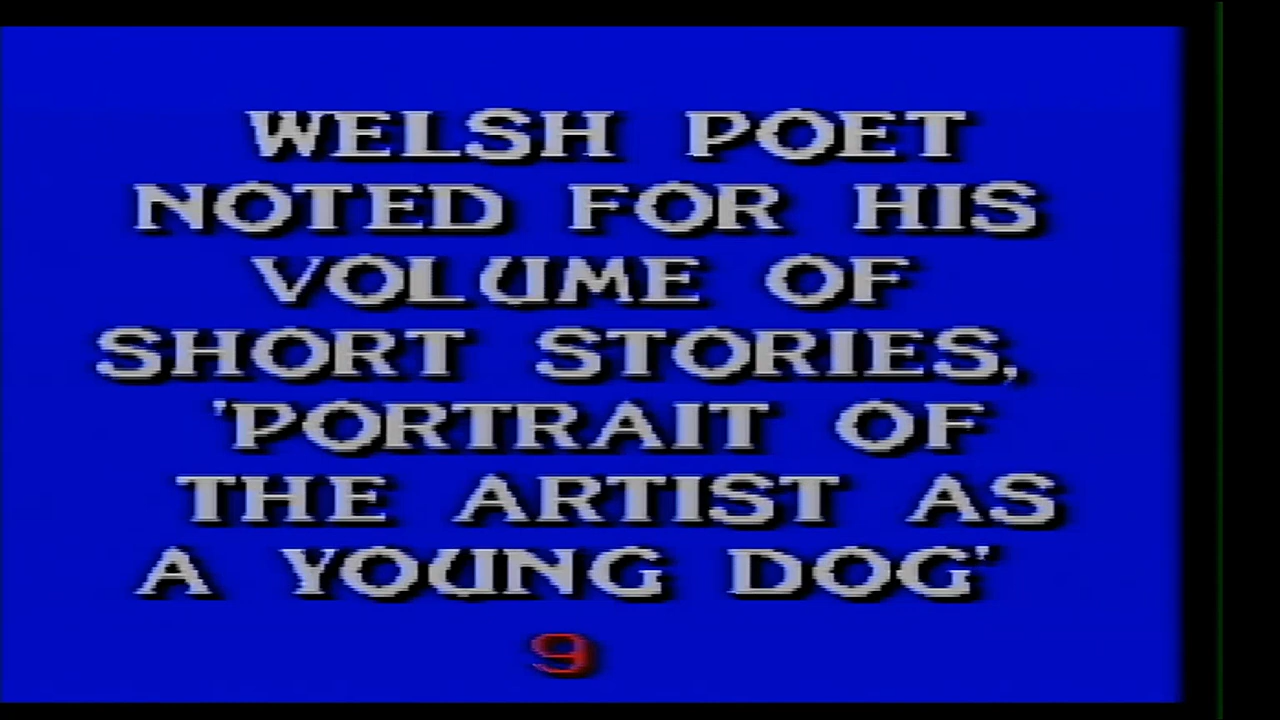 WELSH POET
NOTED FOR HIS
VOLUME OF
SHORT STORIES,
'PORTRAIT OF
THE ARTIST AS
A YOUNG DOG'
9